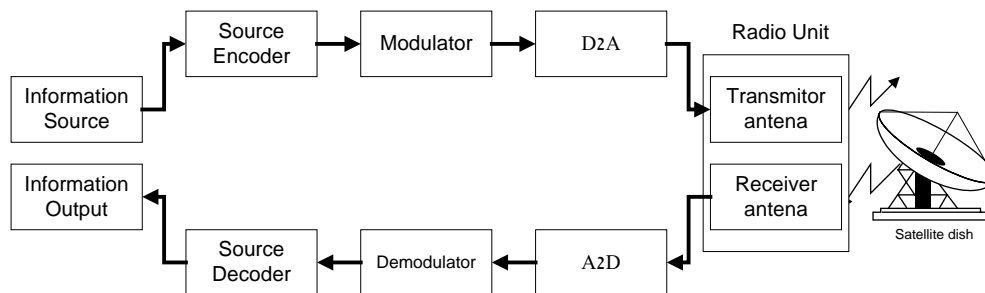 Source
Encoder
Modulator
D2A
Radio Unit
Information
Source
Transmitor
antena
Information
Output
Receiver
antena
Source
Decoder
Demodulator
A2D
Satellite dish